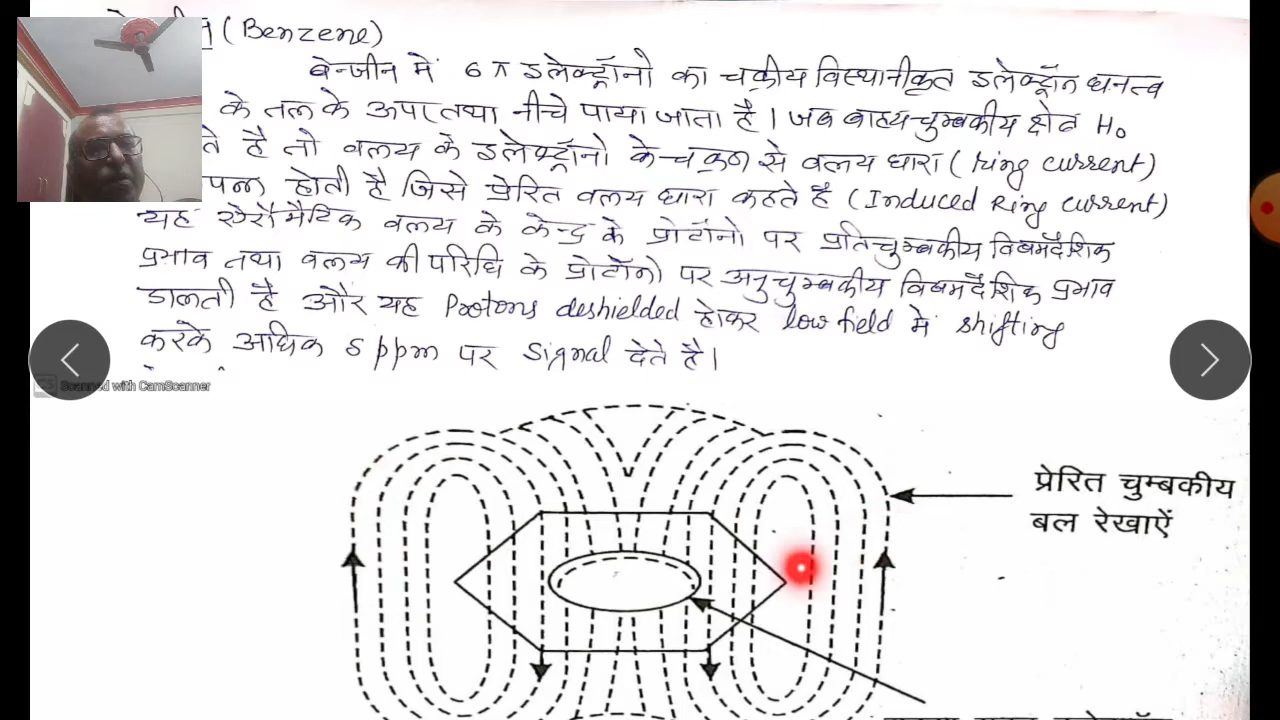 (Benzene)
बेन्जीन में 6 π इलेक्ट्रॉनो का चक्रीय विस्थानीकृत इलेक्ट्रॉन घनत्व
के तल के ऊपर तथा नीचे पाया जाता है। जब बाह्य चुम्बकीय क्षेत्र H₀
ते है तो वलय के इलेक्ट्रॉनो के चक्रण से वलय धारा (ring current)
पन्न होती है जिसे प्रेरित वलय धारा कहते है (Induced Ring current)
यह ऐरोमैटिक वलय के केन्द्र के प्रोटॉनो पर प्रतिचुम्बकीय विषमदैशिक
प्रभाव तथा वलय की परिधि के प्रोटॉनो पर अनुचुम्बकीय विषमदैशिक प्रभाव
डालती है और यह Protons deshielded होकर low field में shifting
करके अधिक δ ppm पर signal देते है।
CS Scanned with CamScanner
प्रेरित चुम्बकीय
बल रेखाऐं